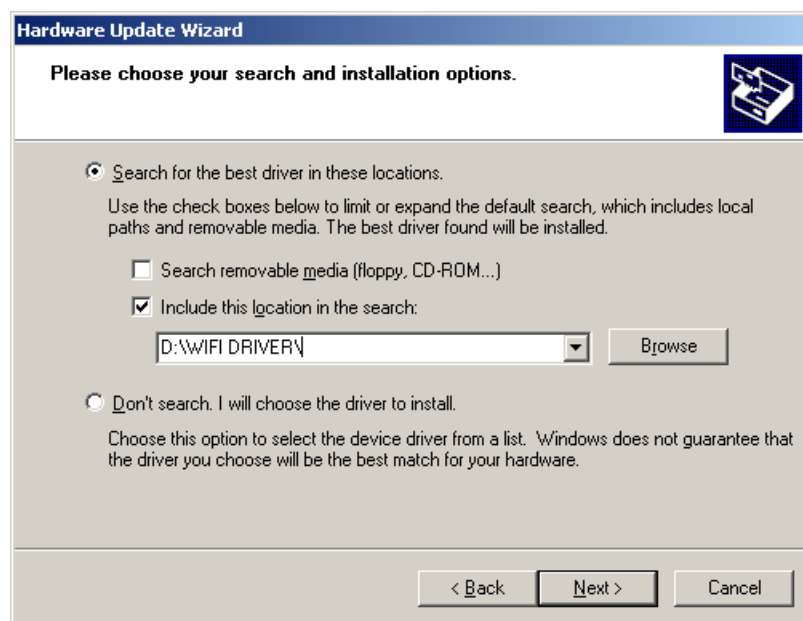 Hardware Update Wizard
Please choose your search and installation options.
Search for the best driver in these locations.
Use the check boxes below to limit or expand the default search, which includes local
paths and removable media. The best driver found will be installed.
Search removable media (floppy, CD-ROM...)
Include this location in the search:
D:\WIFI DRIVER\
Browse
Don't search. I will choose the driver to install.
Choose this option to select the device driver from a list. Windows does not guarantee that
the driver you choose will be the best match for your hardware.
< Back Next > Cancel